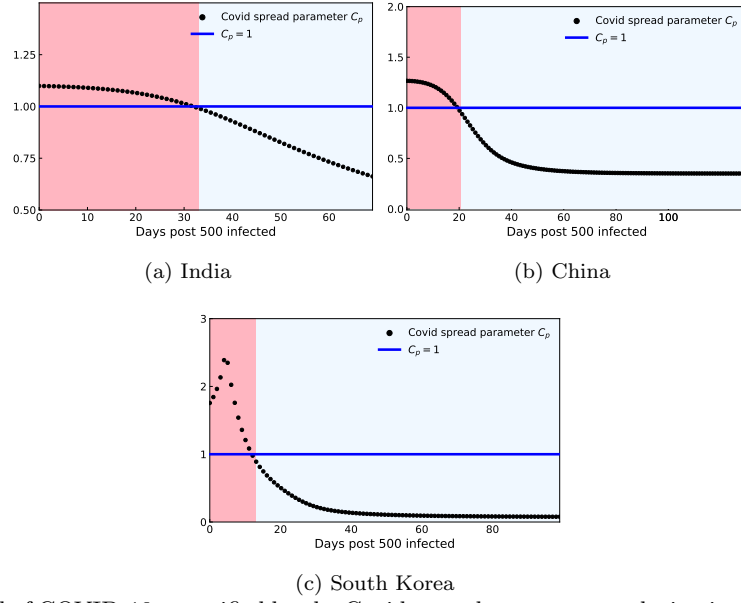 Covid spread parameter Cp
Cp = 1
1.25
1.00
0.75
0.50
0 10 20 30 40 50 60
Days post 500 infected
(a) India
2.0
Covid spread parameter Cp
Cp = 1
1.5
1.0
0.5
0.0
0 20 40 60 80 100
Days post 500 infected
(b) China
3
Covid spread parameter Cp
Cp = 1
2
1
0
0 20 40 60 80
Days post 500 infected
(c) South Korea